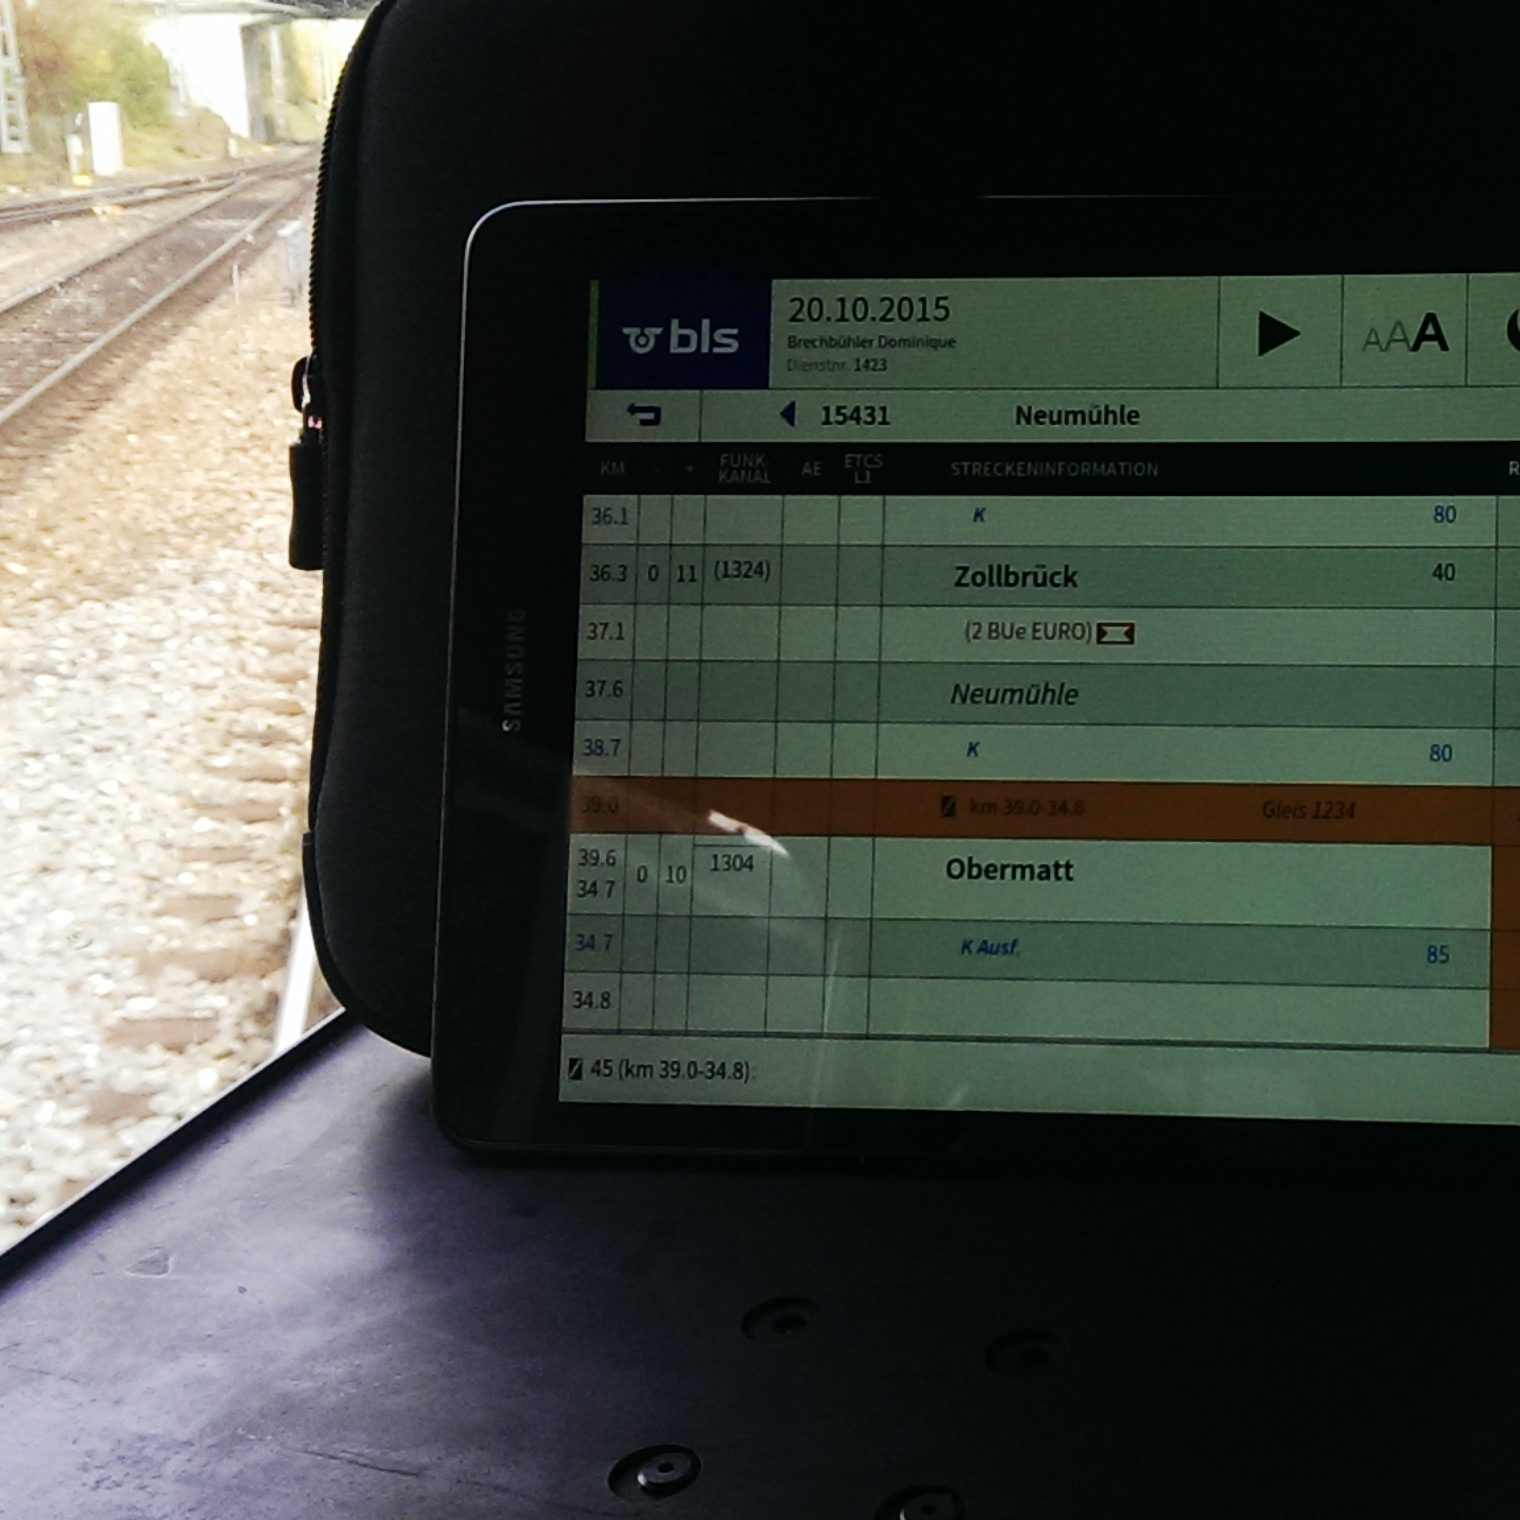 bls
20.10.2015
Brechbühler Dominique
Dienstnr. 1423
AAA
15431 Neumühle
KM - + FUNK KANAL AE ETCS L1 STRECKENINFORMATION R
36.1 K 80
36.3 0 11 (1324) Zollbrück 40
37.1 (2 BUe EURO)
37.6 Neumühle
38.7 K 80
39.0 km 39.0-34.8 Gleis 1234
39.6 34.7 0 10 1304 Obermatt
34.7 K Ausf. 85
34.8
45 (km 39.0-34.8):
SAMSUNG